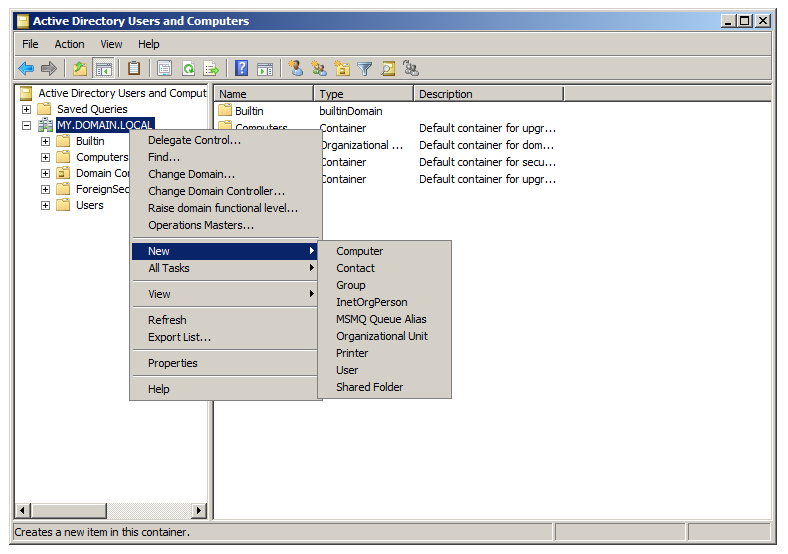 Active Directory Users and Computers
File Action View Help
Active Directory Users and Comput
Saved Queries
MY.DOMAIN.LOCAL
Builtin
Computers
Domain Co
ForeignSec
Users
Name Type Description
Builtin builtinDomain
Computers Container Default container for upgr...
Organizational ... Default container for dom...
Container Default container for secu...
Container Default container for upgr...
Delegate Control...
Find...
Change Domain...
Change Domain Controller...
Raise domain functional level...
Operations Masters...
New
All Tasks
View
Refresh
Export List...
Properties
Help
Computer
Contact
Group
InetOrgPerson
MSMQ Queue Alias
Organizational Unit
Printer
User
Shared Folder
Creates a new item in this container.